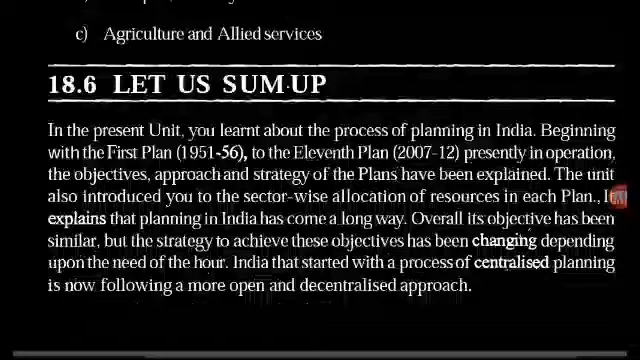 c) Agriculture and Allied services
18.6 LET US SUM UP
In the present Unit, you learnt about the process of planning in India. Beginning
with the First Plan (1951-56), to the Eleventh Plan (2007-12) presently in operation,
the objectives, approach and strategy of the Plans have been explained. The unit
also introduced you to the sector-wise allocation of resources in each Plan., It
explains that planning in India has come a long way. Overall its objective has been
similar, but the strategy to achieve these objectives has been changing depending
upon the need of the hour. India that started with a process of centralised planning
is now following a more open and decentralised approach.